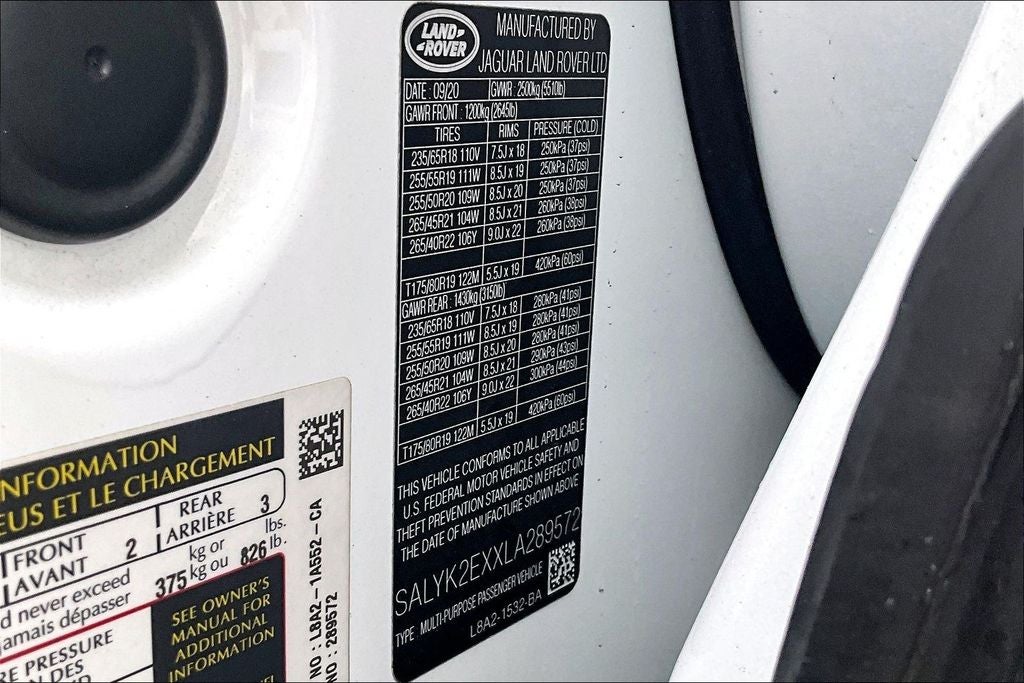 LAND-
-ROVER
MANUFACTURED BY
JAGUAR LAND ROVER LTD
DATE : 09/20 GVWR : 2500kg (5510lb)
GAWR FRONT : 1200kg (2645lb)
TIRES RIMS PRESSURE (COLD)
235/65R18 110V 7.5J x 18 250kPa (37psi)
255/55R19 111W 8.5J x 19 250kPa (37psi)
255/50R20 109W 8.5J x 20 250kPa (37psi)
265/45R21 104W 8.5J x 21 260kPa (38psi)
265/40R22 106Y 9.0J x 22 260kPa (38psi)
T175/80R19 122M 5.5J x 19 420kPa (60psi)
GAWR REAR : 1430kg (3150lb)
235/65R18 110V 7.5J x 18 280kPa (41psi)
255/55R19 111W 8.5J x 19 280kPa (41psi)
255/50R20 109W 8.5J x 20 280kPa (41psi)
265/45R21 104W 8.5J x 21 290kPa (43psi)
265/40R22 106Y 9.0J x 22 300kPa (44psi)
T175/80R19 122M 5.5J x 19 420kPa (60psi)
THIS VEHICLE CONFORMS TO ALL APPLICABLE
U.S. FEDERAL MOTOR VEHICLE SAFETY AND
THEFT PREVENTION STANDARDS IN EFFECT ON
THE DATE OF MANUFACTURE SHOWN ABOVE
SALYK2EXXLA289572
TYPE : MULTI-PURPOSE PASSENGER VEHICLE
L8A2-1532-BA
NFORMATION
EUS ET LE CHARGEMENT
FRONT 2 REAR 3
AVANT ARRIÈRE
d never exceed 375 kg or 826 lbs.
jamais dépasser kg ou lb.
RE PRESSURE
N DES
SEE OWNER'S
MANUAL FOR
ADDITIONAL
INFORMATION
NO : L8A2-1A552-CA
NO : 289572